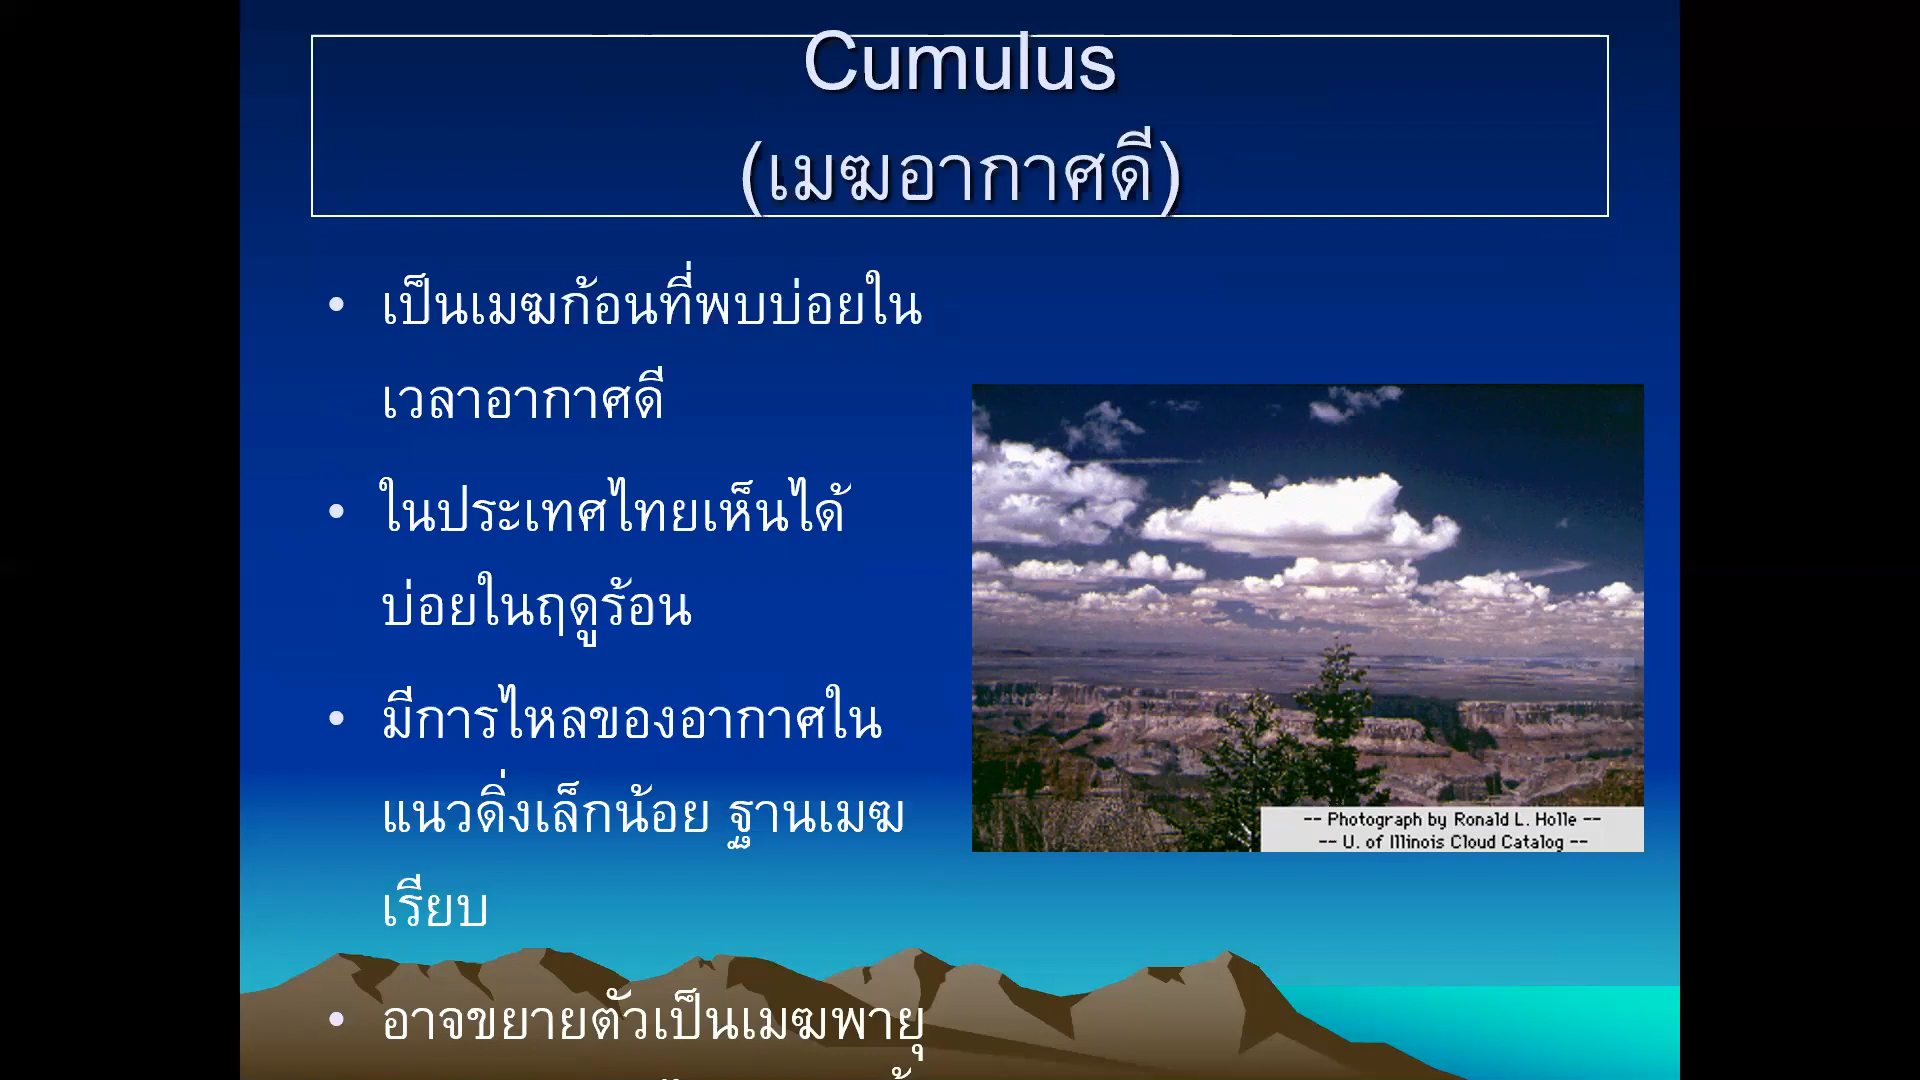 Cumulus
(เมฆอากาศดี)
• เป็นเมฆก้อนที่พบบ่อยใน
เวลาอากาศดี
• ในประเทศไทยเห็นได้
บ่อยในฤดูร้อน
• มีการไหลของอากาศใน
แนวดิ่งเล็กน้อย ฐานเมฆ
เรียบ
• อาจขยายตัวเป็นเมฆพายุ
-- Photograph by Ronald L. Holle --
-- U. of Illinois Cloud Catalog --